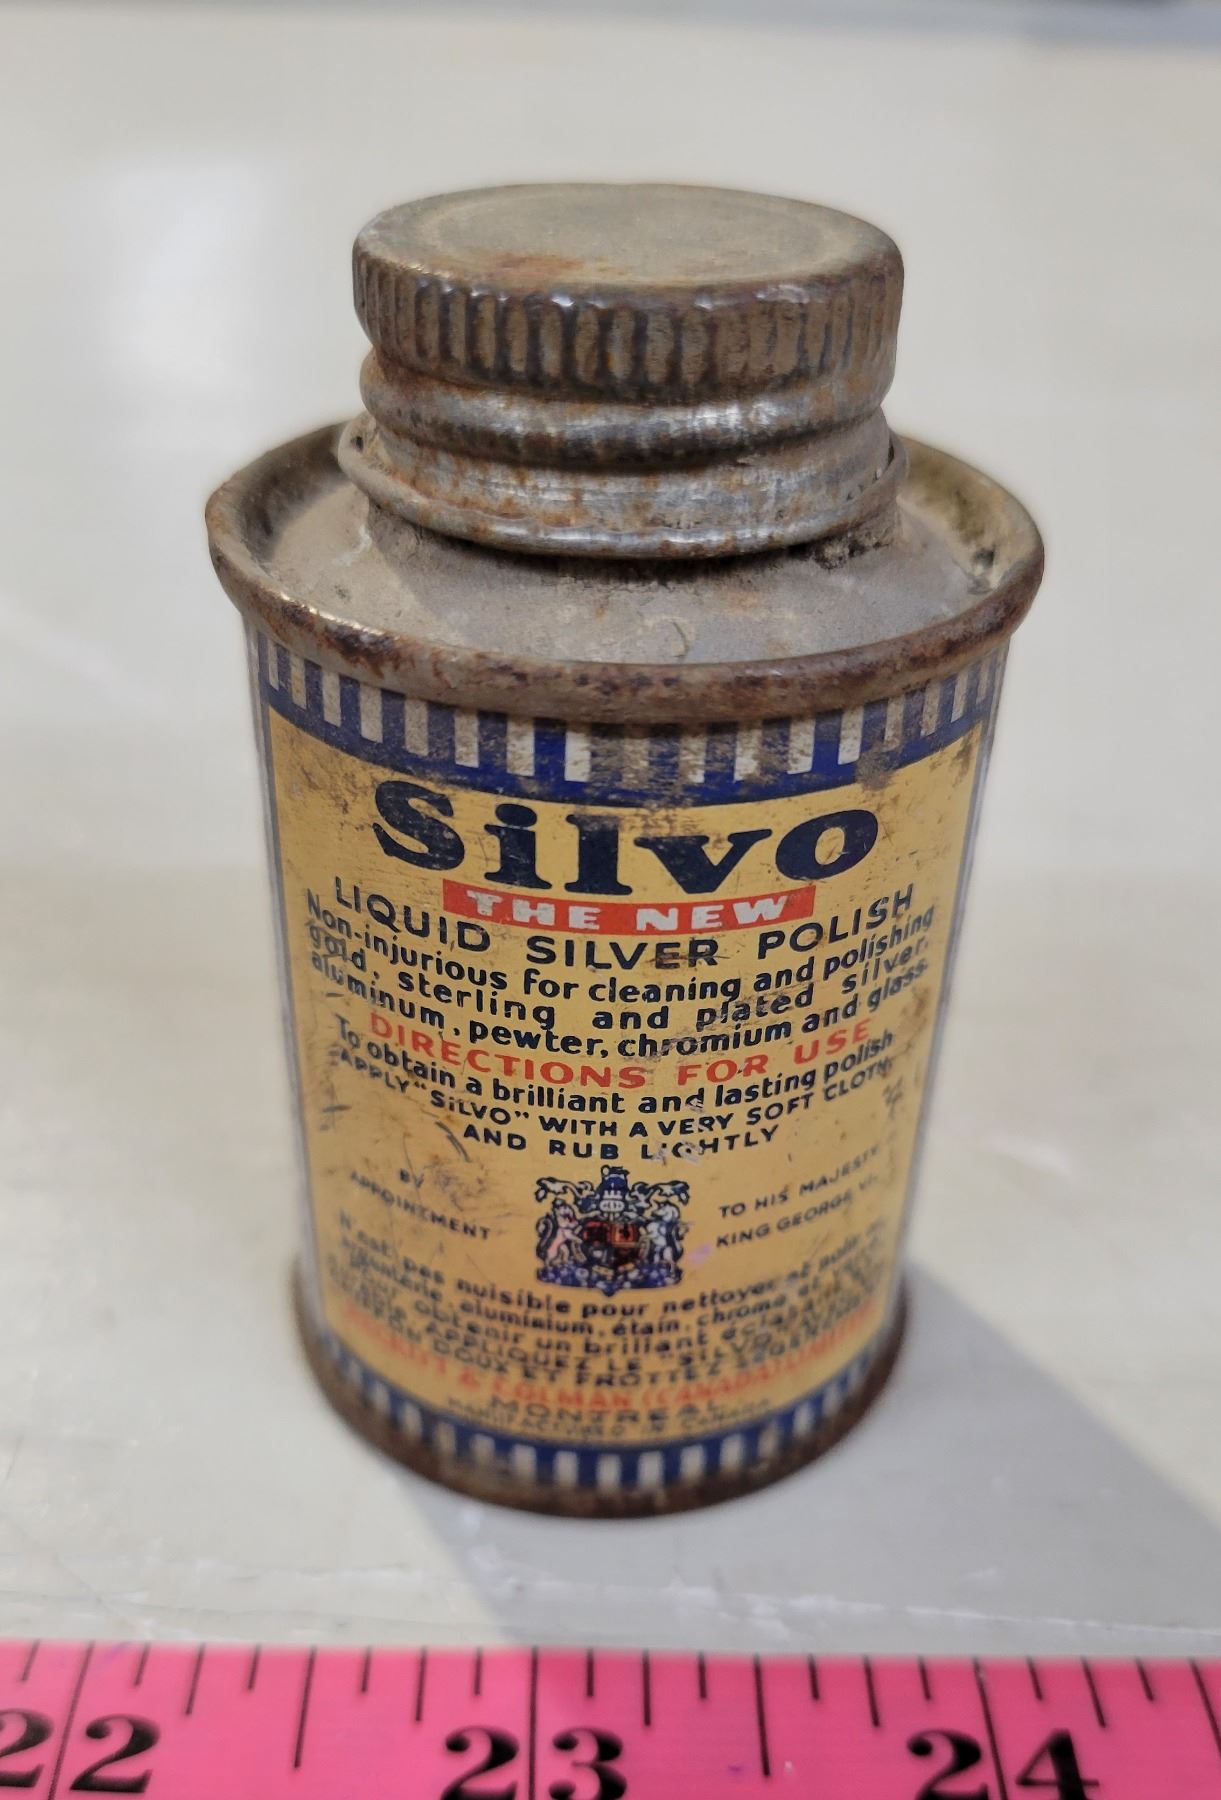 Silvo
THE NEW
LIQUID SILVER POLISH
Non-injurious for cleaning and polishing
gold, sterling and plated silver,
aluminum, pewter, chromium and glass.
DIRECTIONS FOR USE
To obtain a brilliant and lasting polish
APPLY "SILVO" WITH A VERY SOFT CLOTH
AND RUB LIGHTLY
BY
APPOINTMENT
TO HIS MAJESTY
KING GEORGE VI.
N'est pas nuisible pour nettoyer et polir
argenterie, aluminium, étain, chrome et
Pour obtenir un brillant éclatant
APPLIQUEZ LE "SILVO" AVEC
DOUX ET FROTTEZ LÉGÈREMENT
& COLMAN (CANADA) LIMITED
MONTREAL
MANUFACTURED IN CANADA
22 23 24